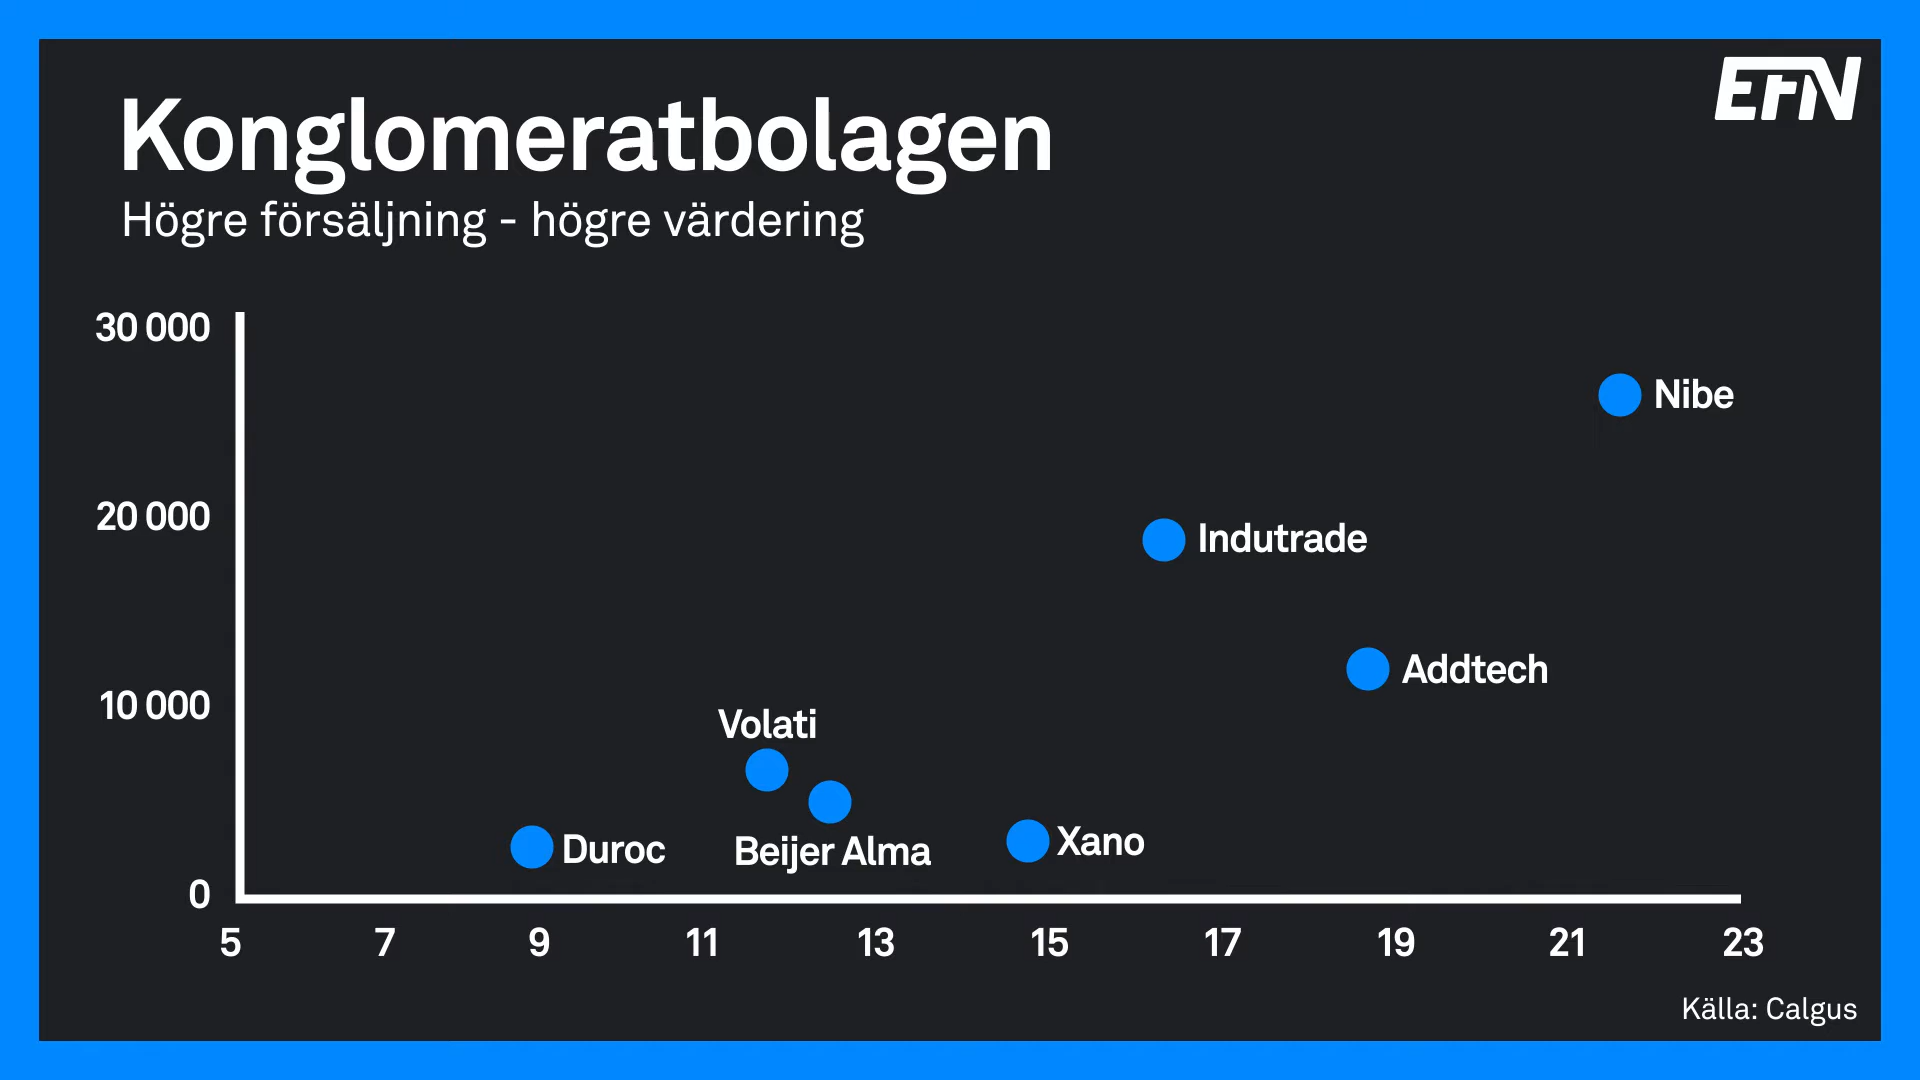 EFN
Konglomeratbolagen
Högre försäljning - högre värdering
30 000
Nibe
20 000
Indutrade
Addtech
10 000
Volati
Beijer Alma
Duroc
Xano
0
5 7 9 11 13 15 17 19 21 23
Källa: Calgus